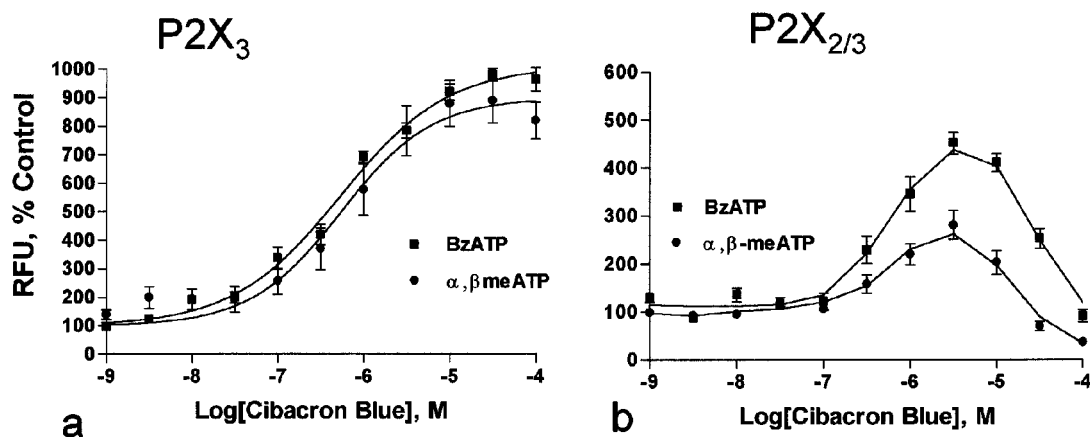 P2X3
P2X2/3
RFU, % Control
1000
900
800
700
600
500
400
300
200
100
0
BzATP
α,βmeATP
-9
-8
-7
-6
-5
-4
Log[Cibacron Blue], M
a
600
500
400
300
200
100
0
BzATP
α,β-meATP
-9
-8
-7
-6
-5
-4
Log[Cibacron Blue], M
b